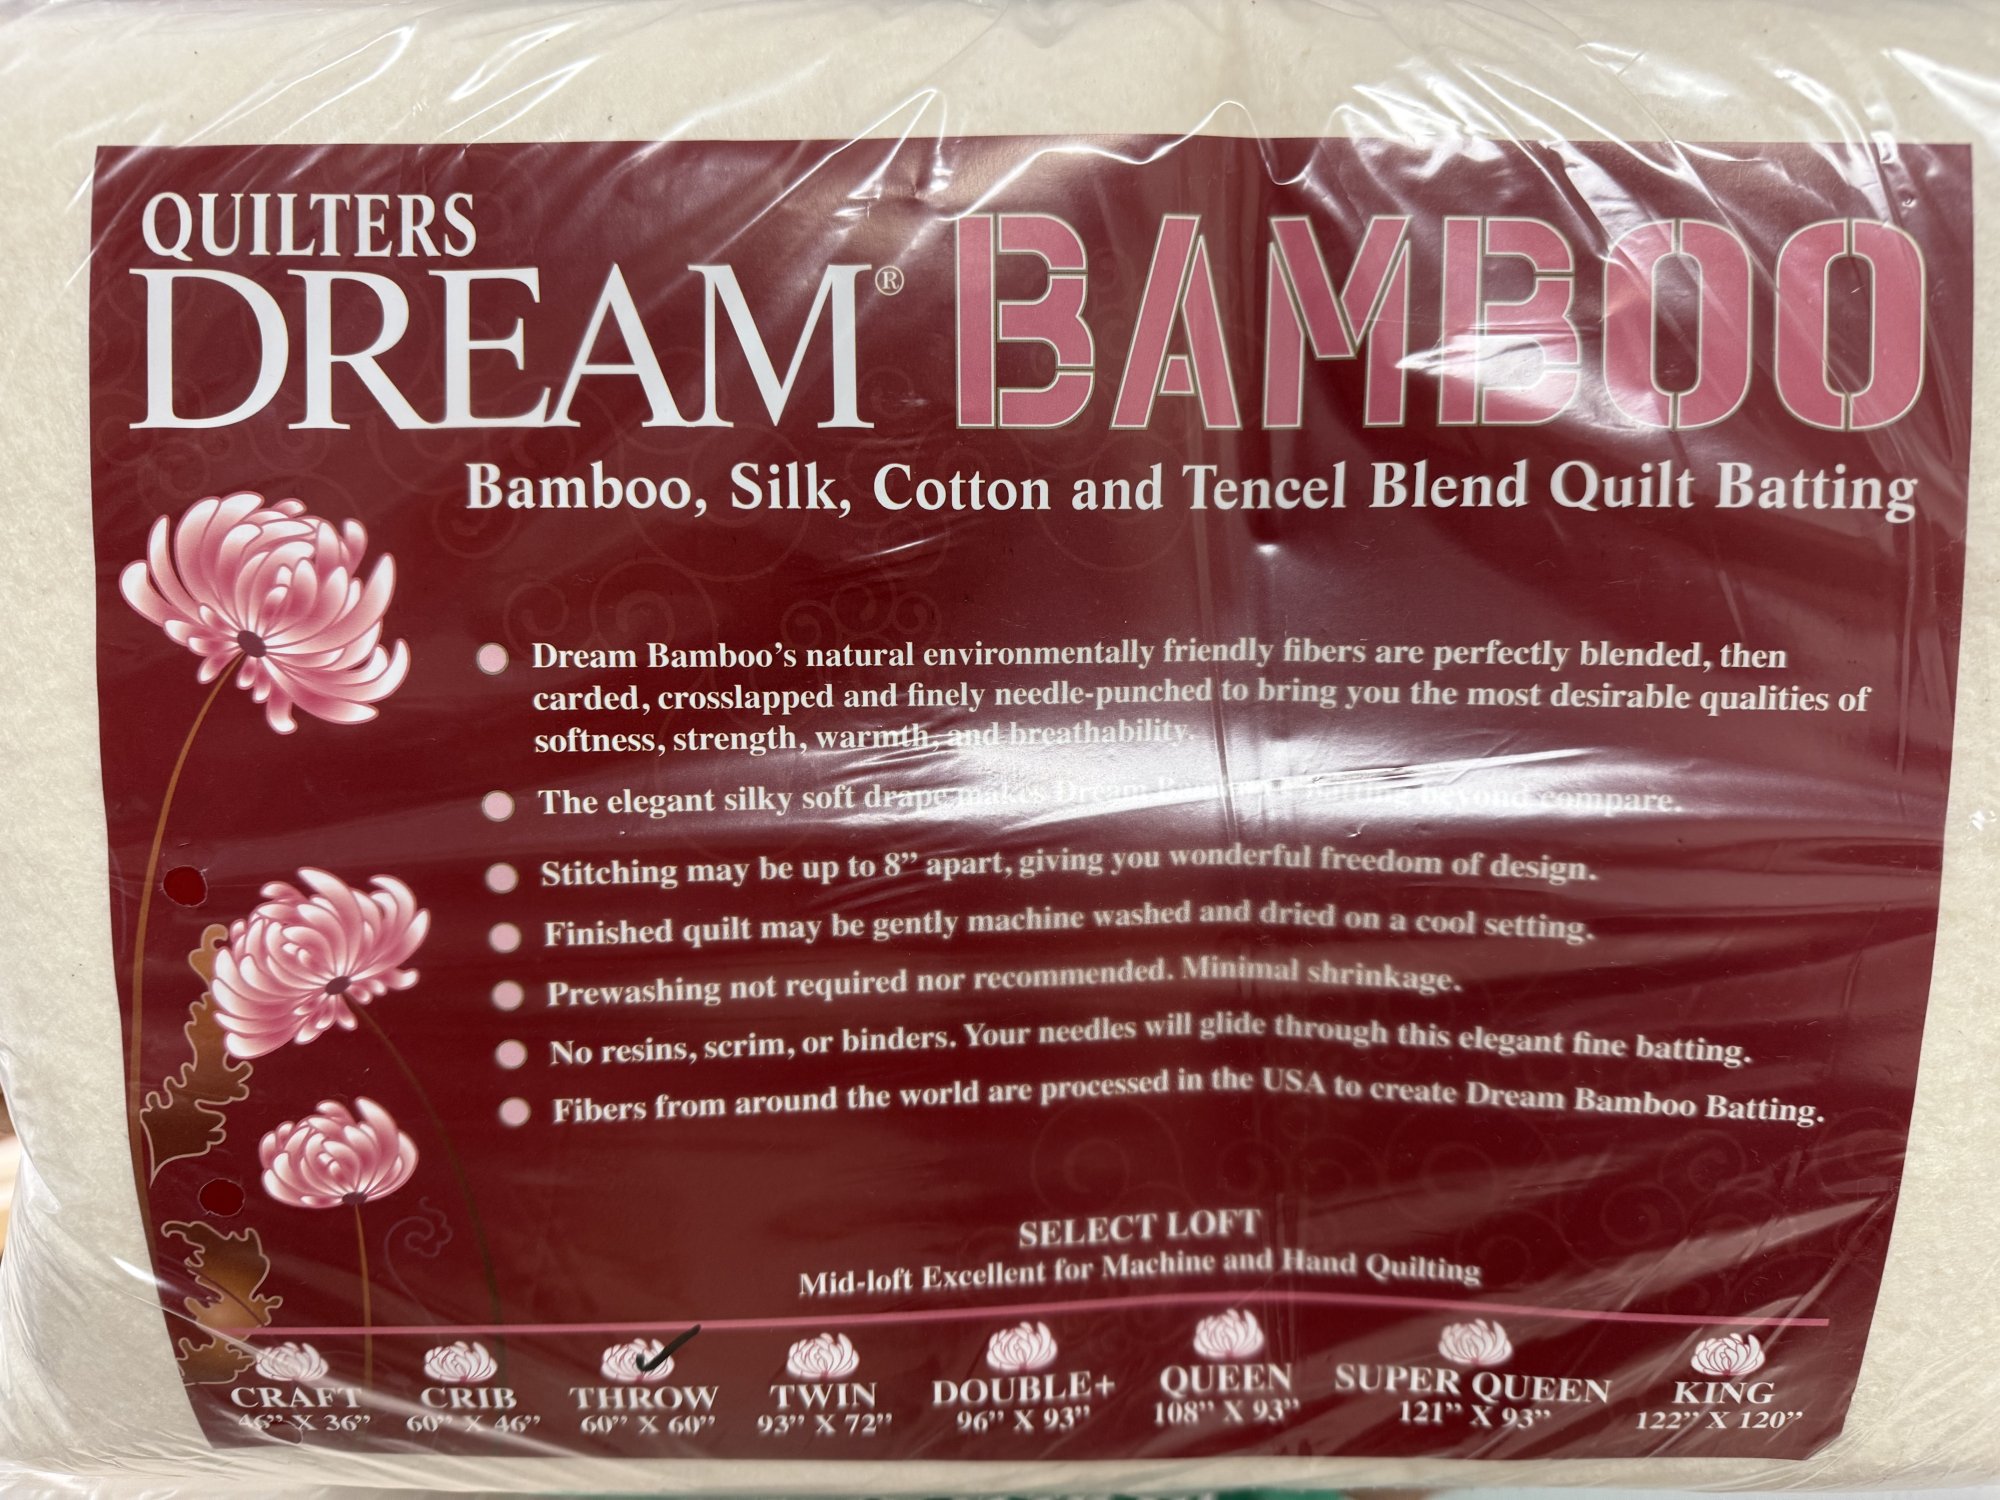 QUILTERS
DREAM® BAMBOO
Bamboo, Silk, Cotton and Tencel Blend Quilt Batting
Dream Bamboo's natural environmentally friendly fibers are perfectly blended, then
carded, crosslapped and finely needle-punched to bring you the most desirable qualities of
softness, strength, warmth, and breathability.
The elegant silky soft drape makes Dream Bamboo Batting beyond compare.
Stitching may be up to 8” apart, giving you wonderful freedom of design.
Finished quilt may be gently machine washed and dried on a cool setting.
Prewashing not required nor recommended. Minimal shrinkage.
No resins, scrim, or binders. Your needles will glide through this elegant fine batting.
Fibers from around the world are processed in the USA to create Dream Bamboo Batting.
SELECT LOFT
Mid-loft Excellent for Machine and Hand Quilting
CRAFT CRIB THROW TWIN DOUBLE+ QUEEN SUPER QUEEN KING
46” X 36” 60” X 46” 60” X 60” 93” X 72” 96” X 93” 108” X 93” 121” X 93” 122” X 120”